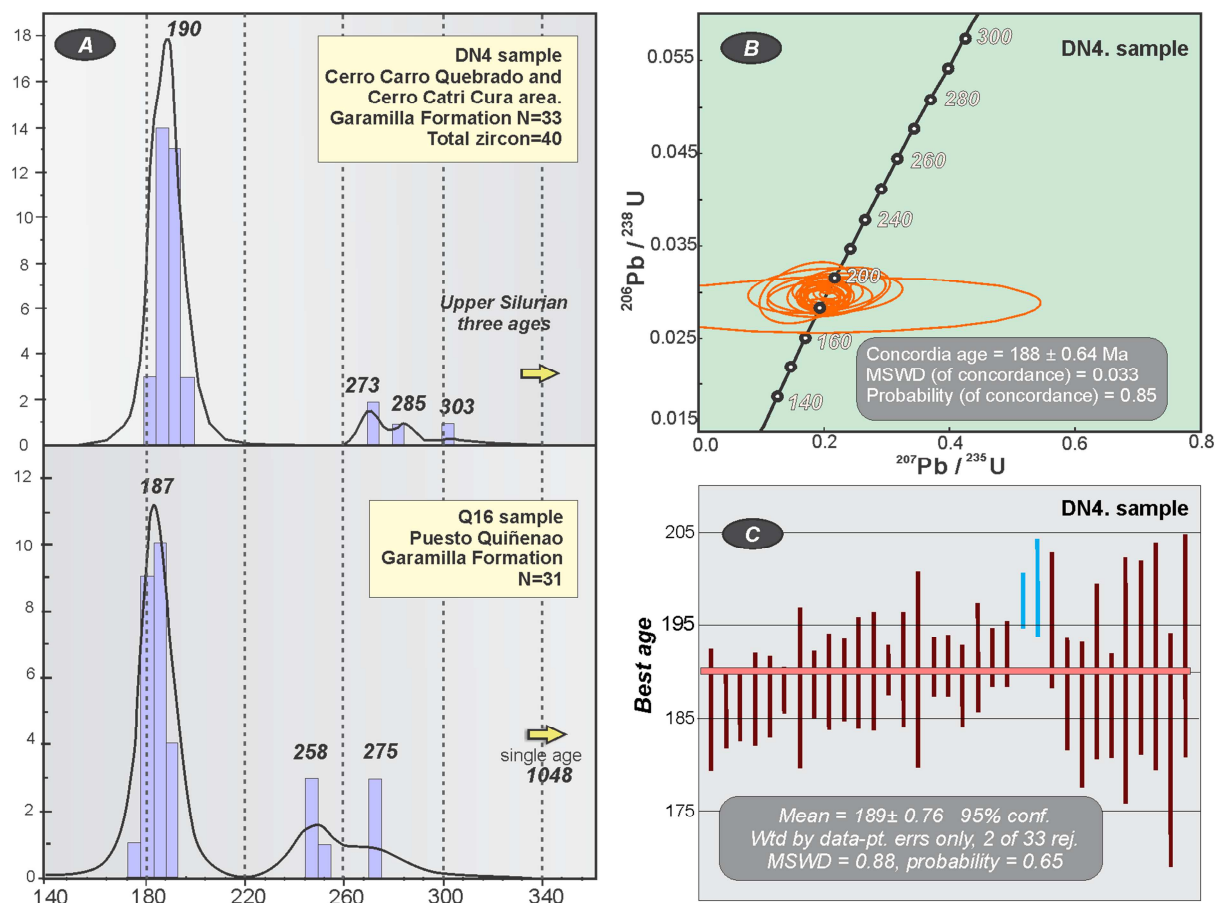 A
190
DN4 sample
Cerro Carro Quebrado and
Cerro Catri Cura area.
Garamilla Formation N=33
Total zircon=40
18
16
14
12
10
8
6
4
2
0
Upper Silurian
three ages
273
285
303
187
Q16 sample
Puesto Quiñenao
Garamilla Formation
N=31
12
10
8
6
4
2
0
258
275
single age
1048
140
180
220
260
300
340
B
DN4. sample
206Pb / 238 U
0.055
0.045
0.035
0.025
0.015
300
280
260
240
200
160
140
Concordia age = 188 ± 0.64 Ma
MSWD (of concordance) = 0.033
Probability (of concordance) = 0.85
0.0
0.2
0.4
0.6
0.8
207Pb / 235 U
C
DN4. sample
Best age
205
195
185
175
Mean = 189± 0.76 95% conf.
Wtd by data-pt. errs only, 2 of 33 rej.
MSWD = 0.88, probability = 0.65